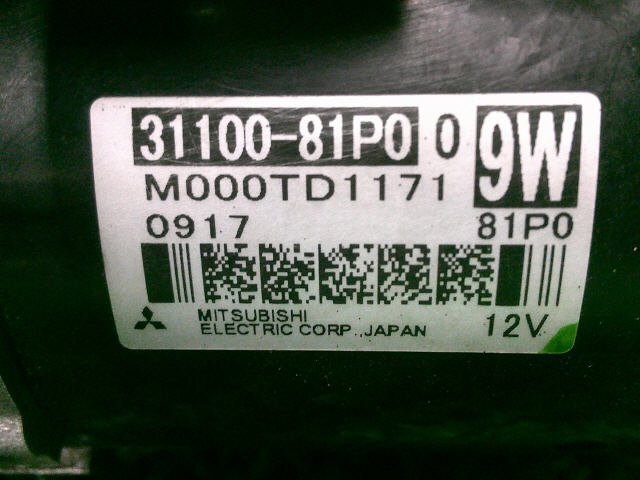 31100-81P0 0 9W
M000TD1171
0917 81P0
MITSUBISHI
ELECTRIC CORP.,JAPAN 12V